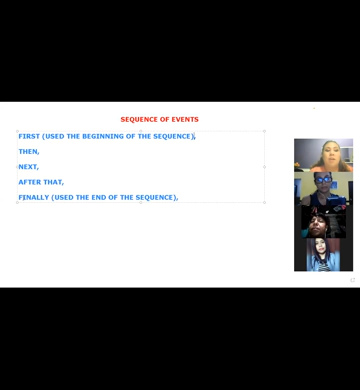 SEQUENCE OF EVENTS
FIRST (USED THE BEGINNING OF THE SEQUENCE),
THEN,
NEXT,
AFTER THAT,
FINALLY (USED THE END OF THE SEQUENCE),